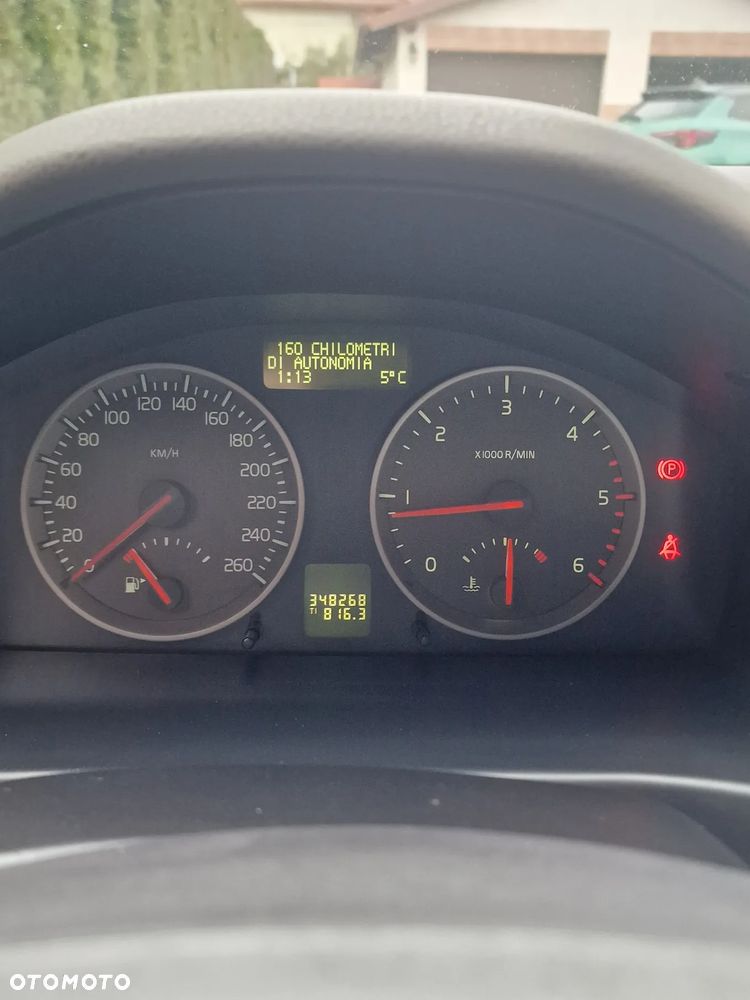 160 CHILOMETRI
DI AUTONOMIA
1:13 5°C
0 20 40 60 80 100 120 140 160 180 200 220 240 260
KM/H
0 1 2 3 4 5 6
X1000 R/MIN
P
348268
T1 816.3
OTOMOTO